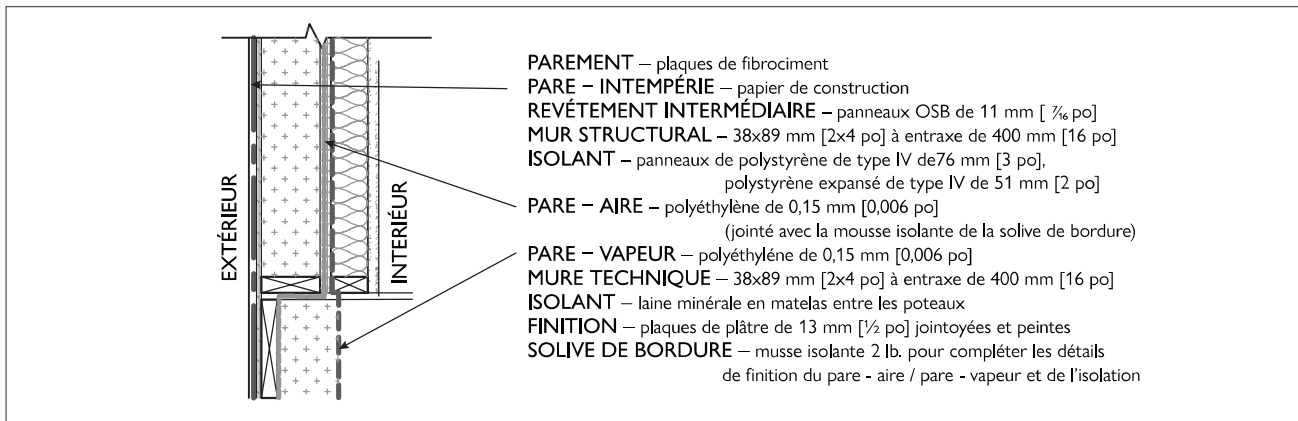 PAREMENT – plaques de fibrociment
PARE – INTEMPÉRIE – papier de construction
REVÉTEMENT INTERMÉDIAIRE – panneaux OSB de 11 mm [ 7⁄16 po]
MUR STRUCTURAL – 38x89 mm [2x4 po] à entraxe de 400 mm [16 po]
ISOLANT – panneaux de polystyrène de type IV de76 mm [3 po],
polystyrène expansé de type IV de 51 mm [2 po]
PARE – AIRE – polyéthylène de 0,15 mm [0,006 po]
(jointé avec la mousse isolante de la solive de bordure)
PARE – VAPEUR – polyéthyléne de 0,15 mm [0,006 po]
MURE TECHNIQUE – 38x89 mm [2x4 po] à entraxe de 400 mm [16 po]
ISOLANT – laine minérale en matelas entre les poteaux
FINITION – plaques de plâtre de 13 mm [½ po] jointoyées et peintes
SOLIVE DE BORDURE – musse isolante 2 lb. pour compléter les détails
de finition du pare - aire / pare - vapeur et de l'isolation
EXTÉRIEUR
INTERIÉUR